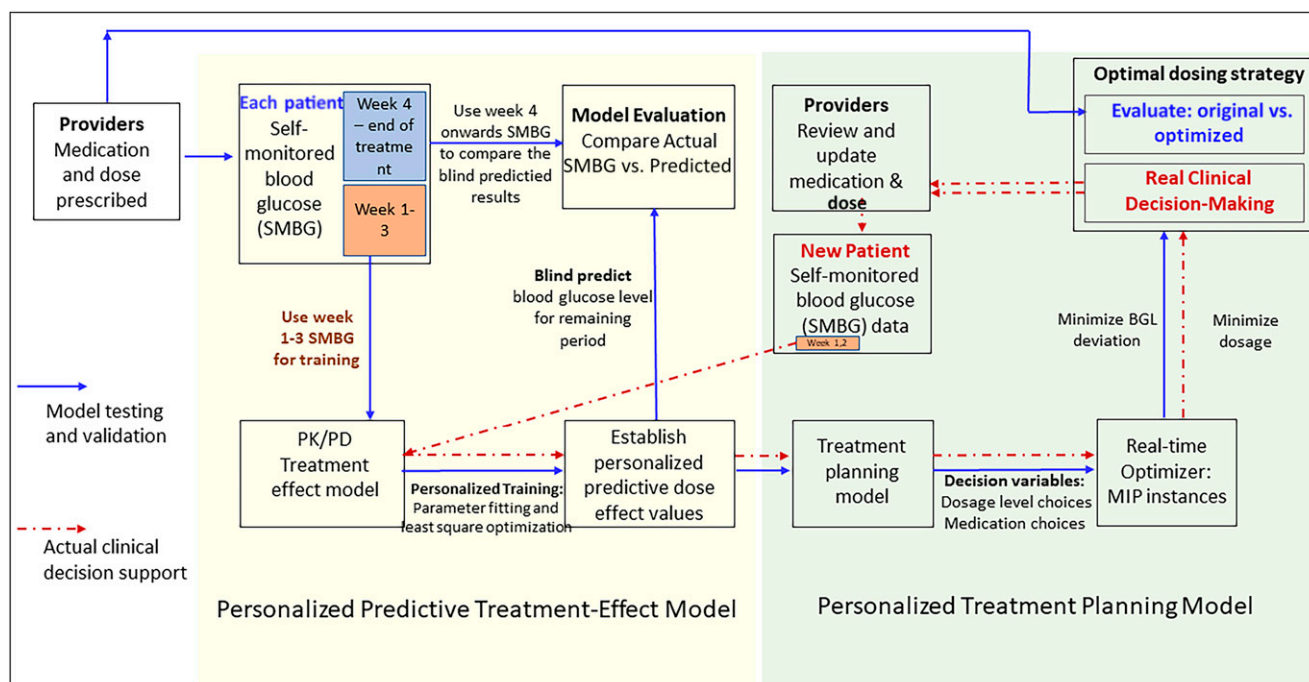 Providers
Medication
and dose
prescribed
Each patient
Self-
monitored
blood
glucose
(SMBG)
Week 4
– end of
treatme
nt
Week 1-
3
Use week 4
onwards SMBG
to compare the
blind predictied
results
Model Evaluation
Compare Actual
SMBG vs. Predicted
Providers
Review and
update
medication &
dose
Optimal dosing strategy
Evaluate: original vs.
optimized
Real Clinical
Decision-Making
New Patient
Self-monitored
blood glucose
(SMBG) data
Week 1,2
Use week
1-3 SMBG
for training
Blind predict
blood glucose level
for remaining
period
Minimize BGL
deviation
Minimize
dosage
Model testing
and validation
Actual clinical
decision support
PK/PD
Treatment
effect model
Personalized Training:
Parameter fitting and
least square optimization
Establish
personalized
predictive dose
effect values
Treatment
planning
model
Decision variables:
Dosage level choices
Medication choices
Real-time
Optimizer:
MIP instances
Personalized Predictive Treatment-Effect Model
Personalized Treatment Planning Model